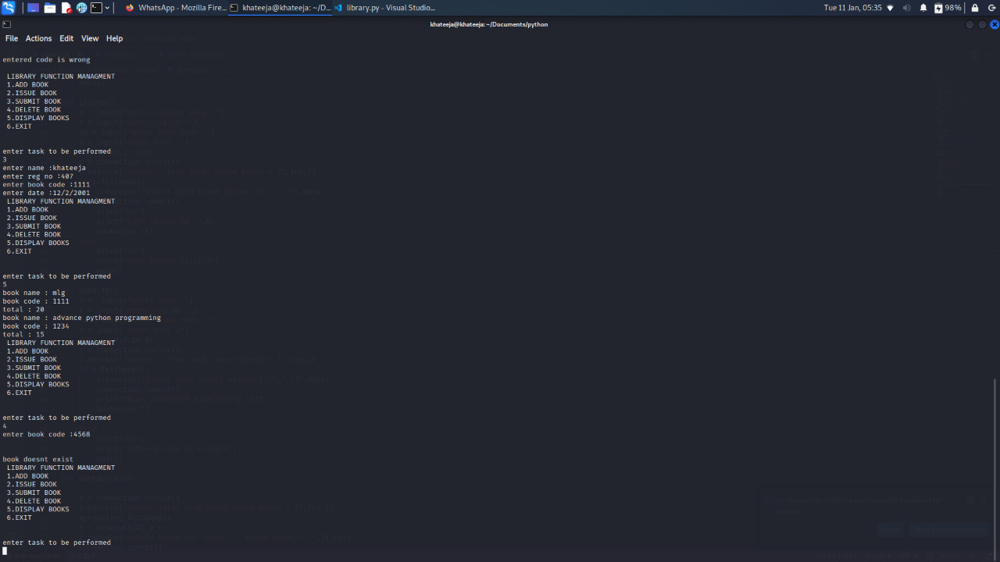 WhatsApp - Mozilla Fire...
khateeja@khateeja: ~/D...
library.py - Visual Studio...
Tue 11 Jan, 05:35
98%
khateeja@khateeja: ~/Documents/python
File Actions Edit View Help
entered code is wrong
LIBRARY FUNCTION MANAGMENT
1.ADD BOOK
2.ISSUE BOOK
3.SUBMIT BOOK
4.DELETE BOOK
5.DISPLAY BOOKS
6.EXIT
enter task to be performed
3
enter name :khateeja
enter reg no :407
enter book code :1111
enter date :12/2/2001
LIBRARY FUNCTION MANAGMENT
1.ADD BOOK
2.ISSUE BOOK
3.SUBMIT BOOK
4.DELETE BOOK
5.DISPLAY BOOKS
6.EXIT
enter task to be performed
5
book name : mlg
book code : 1111
total : 20
book name : advance python programming
book code : 1234
total : 15
LIBRARY FUNCTION MANAGMENT
1.ADD BOOK
2.ISSUE BOOK
3.SUBMIT BOOK
4.DELETE BOOK
5.DISPLAY BOOKS
6.EXIT
enter task to be performed
4
enter book code :4568
book doesnt exist
LIBRARY FUNCTION MANAGMENT
1.ADD BOOK
2.ISSUE BOOK
3.SUBMIT BOOK
4.DELETE BOOK
5.DISPLAY BOOKS
6.EXIT
enter task to be performed